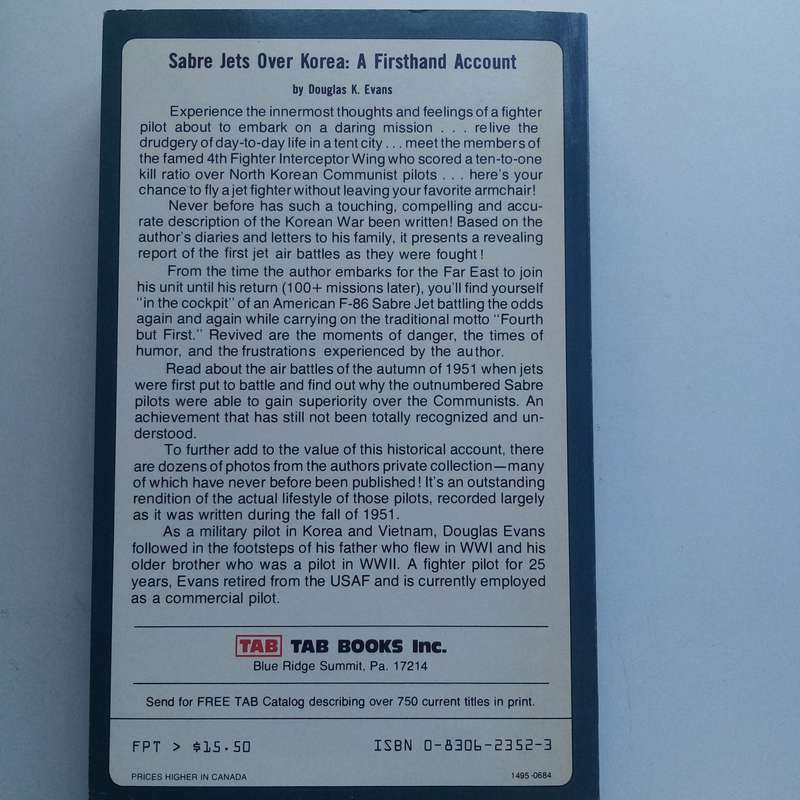 Sabre Jets Over Korea: A Firsthand Account
by Douglas K. Evans
Experience the innermost thoughts and feelings of a fighter
pilot about to embark on a daring mission . . . relive the
drudgery of day-to-day life in a tent city . . . meet the members of
the famed 4th Fighter Interceptor Wing who scored a ten-to-one
kill ratio over North Korean Communist pilots . . . here's your
chance to fly a jet fighter without leaving your favorite armchair!
Never before has such a touching, compelling and accu-
rate description of the Korean War been written! Based on the
author's diaries and letters to his family, it presents a revealing
report of the first jet air battles as they were fought!
From the time the author embarks for the Far East to join
his unit until his return (100+ missions later), you'll find yourself
"in the cockpit" of an American F-86 Sabre Jet battling the odds
again and again while carrying on the traditional motto "Fourth
but First." Revived are the moments of danger, the times of
humor, and the frustrations experienced by the author.
Read about the air battles of the autumn of 1951 when jets
were first put to battle and find out why the outnumbered Sabre
pilots were able to gain superiority over the Communists. An
achievement that has still not been totally recognized and un-
derstood.
To further add to the value of this historical account, there
are dozens of photos from the authors private collection—many
of which have never before been published! It's an outstanding
rendition of the actual lifestyle of those pilots, recorded largely
as it was written during the fall of 1951.
As a military pilot in Korea and Vietnam, Douglas Evans
followed in the footsteps of his father who flew in WWI and his
older brother who was a pilot in WWII. A fighter pilot for 25
years, Evans retired from the USAF and is currently employed
as a commercial pilot.
TAB TAB BOOKS Inc.
Blue Ridge Summit, Pa. 17214
Send for FREE TAB Catalog describing over 750 current titles in print.
FPT > $15.50 ISBN 0-8306-2352-3
PRICES HIGHER IN CANADA 1495-0684